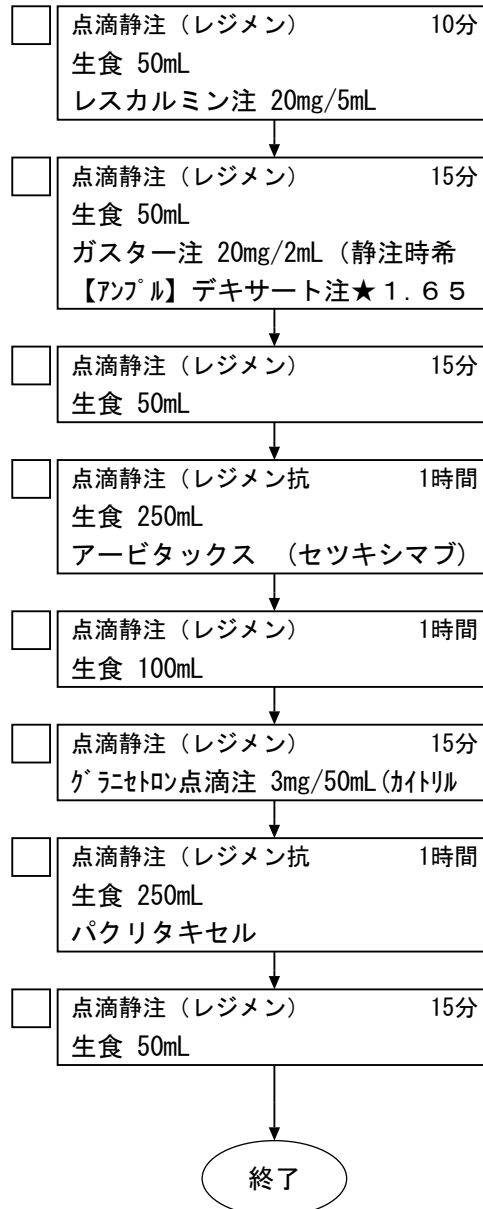 点滴静注（レジメン） 10分
生食 50mL
レスカルミン注 20mg/5mL
点滴静注（レジメン） 15分
生食 50mL
ガスター注 20mg/2mL（静注時希
【ｱﾝﾌﾟﾙ】デキサート注★１．６５
点滴静注（レジメン） 15分
生食 50mL
点滴静注（レジメン抗 1時間
生食 250mL
アービタックス　（セツキシマブ）
点滴静注（レジメン） 1時間
生食 100mL
点滴静注（レジメン） 15分
ｸﾞﾗﾆｾﾄﾛﾝ点滴注 3mg/50mL(ｶｲﾄﾘﾙ
点滴静注（レジメン抗 1時間
生食 250mL
パクリタキセル
点滴静注（レジメン） 15分
生食 50mL
終了